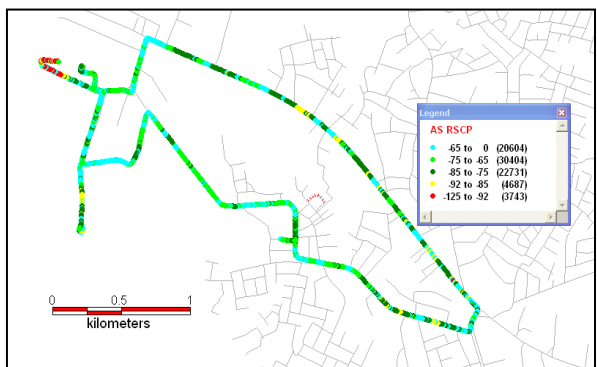 Legend
AS RSCP
-65 to 0 (20604)
-75 to -65 (30404)
-85 to -75 (22731)
-92 to -85 (4687)
-125 to -92 (3743)
0 0.5 1
kilometers